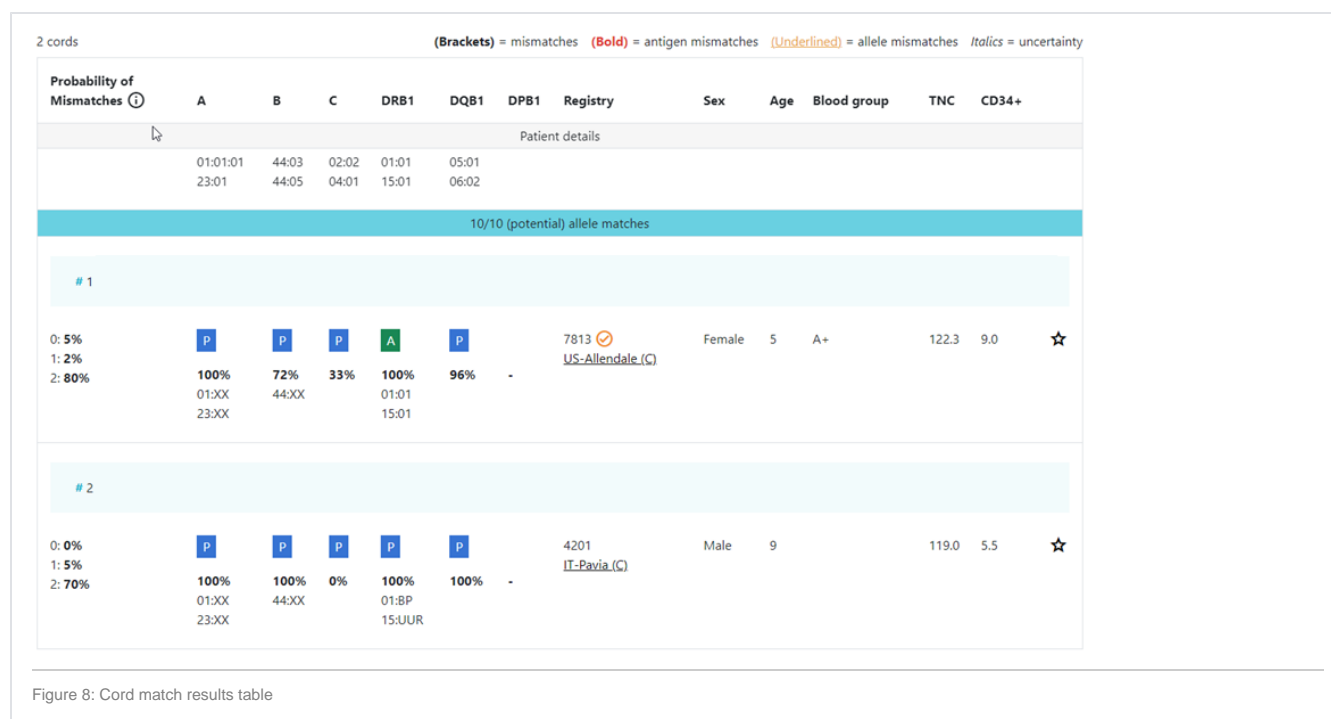 2 cords (Brackets) = mismatches (Bold) = antigen mismatches (Underlined) = allele mismatches Italics = uncertainty
Probability of
Mismatches A B C DRB1 DQB1 DPB1 Registry Sex Age Blood group TNC CD34+
Patient details
01:01:01 44:03 02:02 01:01 05:01
23:01 44:05 04:01 15:01 06:02
10/10 (potential) allele matches
# 1
0: 5% P P P A P 7813 Female 5 A+ 122.3 9.0
1: 2% US-Allendale (C)
2: 80% 100% 72% 33% 100% 96% -
01:XX 44:XX 01:01
23:XX 15:01
# 2
0: 0% P P P P P 4201 Male 9 119.0 5.5
1: 5% IT-Pavia (C)
2: 70% 100% 100% 0% 100% 100% -
01:XX 44:XX 01:BP
23:XX 15:UUR
Figure 8: Cord match results table